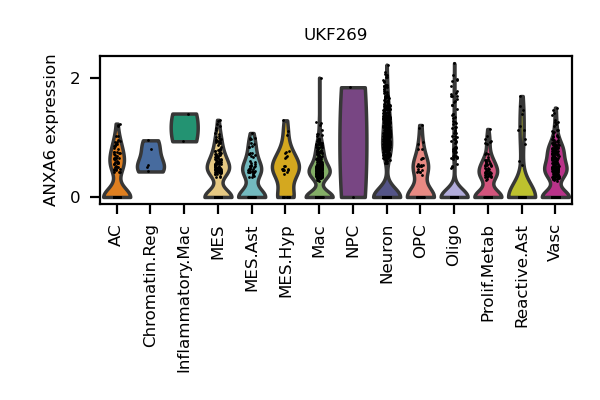 UKF269
ANXA6 expression
2
0
AC
Chromatin.Reg
Inflammatory.Mac
MES
MES.Ast
MES.Hyp
Mac
NPC
Neuron
OPC
Oligo
Prolif.Metab
Reactive.Ast
Vasc